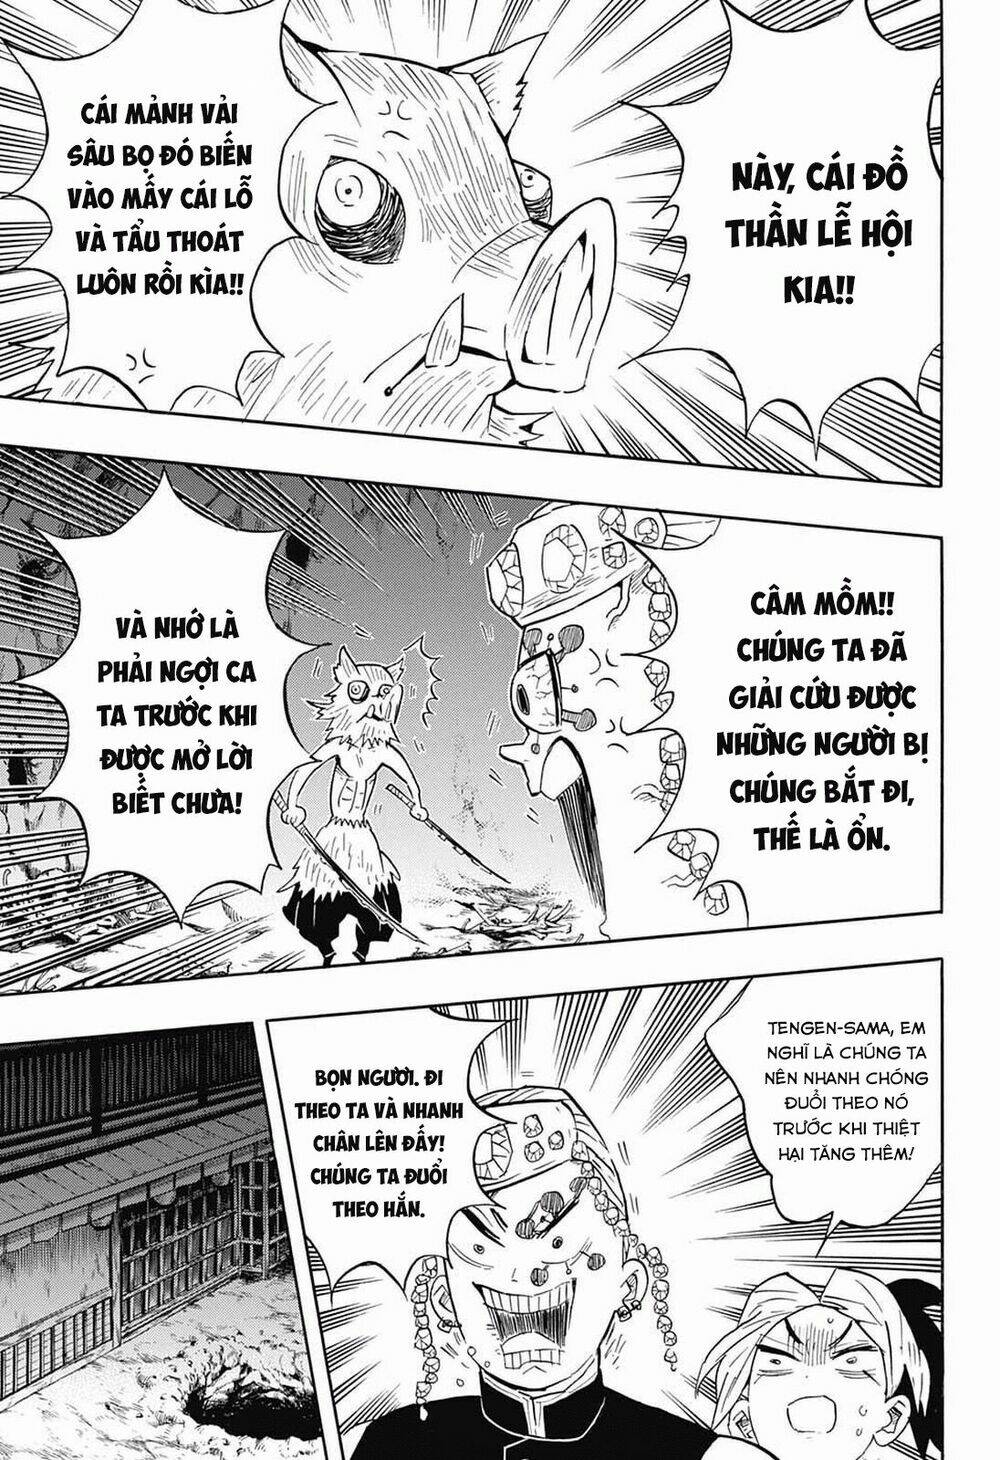 NÀY, CÁI ĐỒ
THẦN LỄ HỘI
KIA!!
CÁI MẢNH VẢI
SÂU BỌ ĐÓ BIẾN
VÀO MẤY CÁI LỖ
VÀ TẨU THOÁT
LUÔN RỒI KÌA!!
CÂM MỒM!!
CHÚNG TA ĐÃ
GIẢI CỨU ĐƯỢC
NHỮNG NGƯỜI BỊ
CHÚNG BẮT ĐI,
THẾ LÀ ỔN.
VÀ NHỚ LÀ
PHẢI NGỢI CA
TA TRƯỚC KHI
ĐƯỢC MỞ LỜI
BIẾT CHƯA!
TENGEN-SAMA, EM
NGHĨ LÀ CHÚNG TA
NÊN NHANH CHÓNG
ĐUỔI THEO NÓ
TRƯỚC KHI THIỆT
HẠI TĂNG THÊM!
BỌN NGƯƠI. ĐI
THEO TA VÀ NHANH
CHÂN LÊN ĐẤY!
CHÚNG TA ĐUỔI
THEO HẮN.